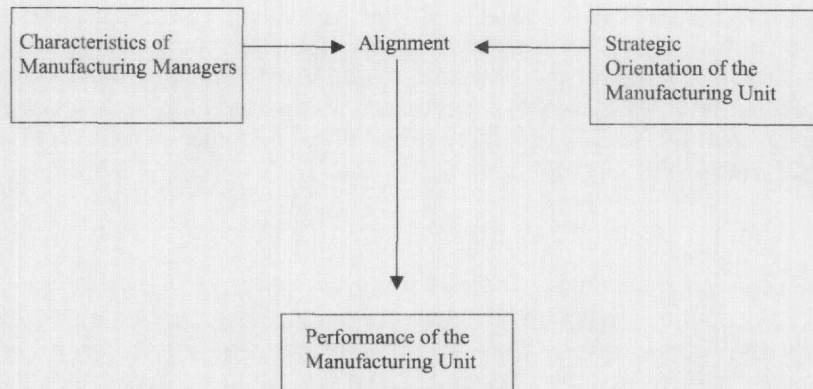 Characteristics of
Manufacturing Managers
Alignment
Strategic
Orientation of the
Manufacturing Unit
Performance of the
Manufacturing Unit